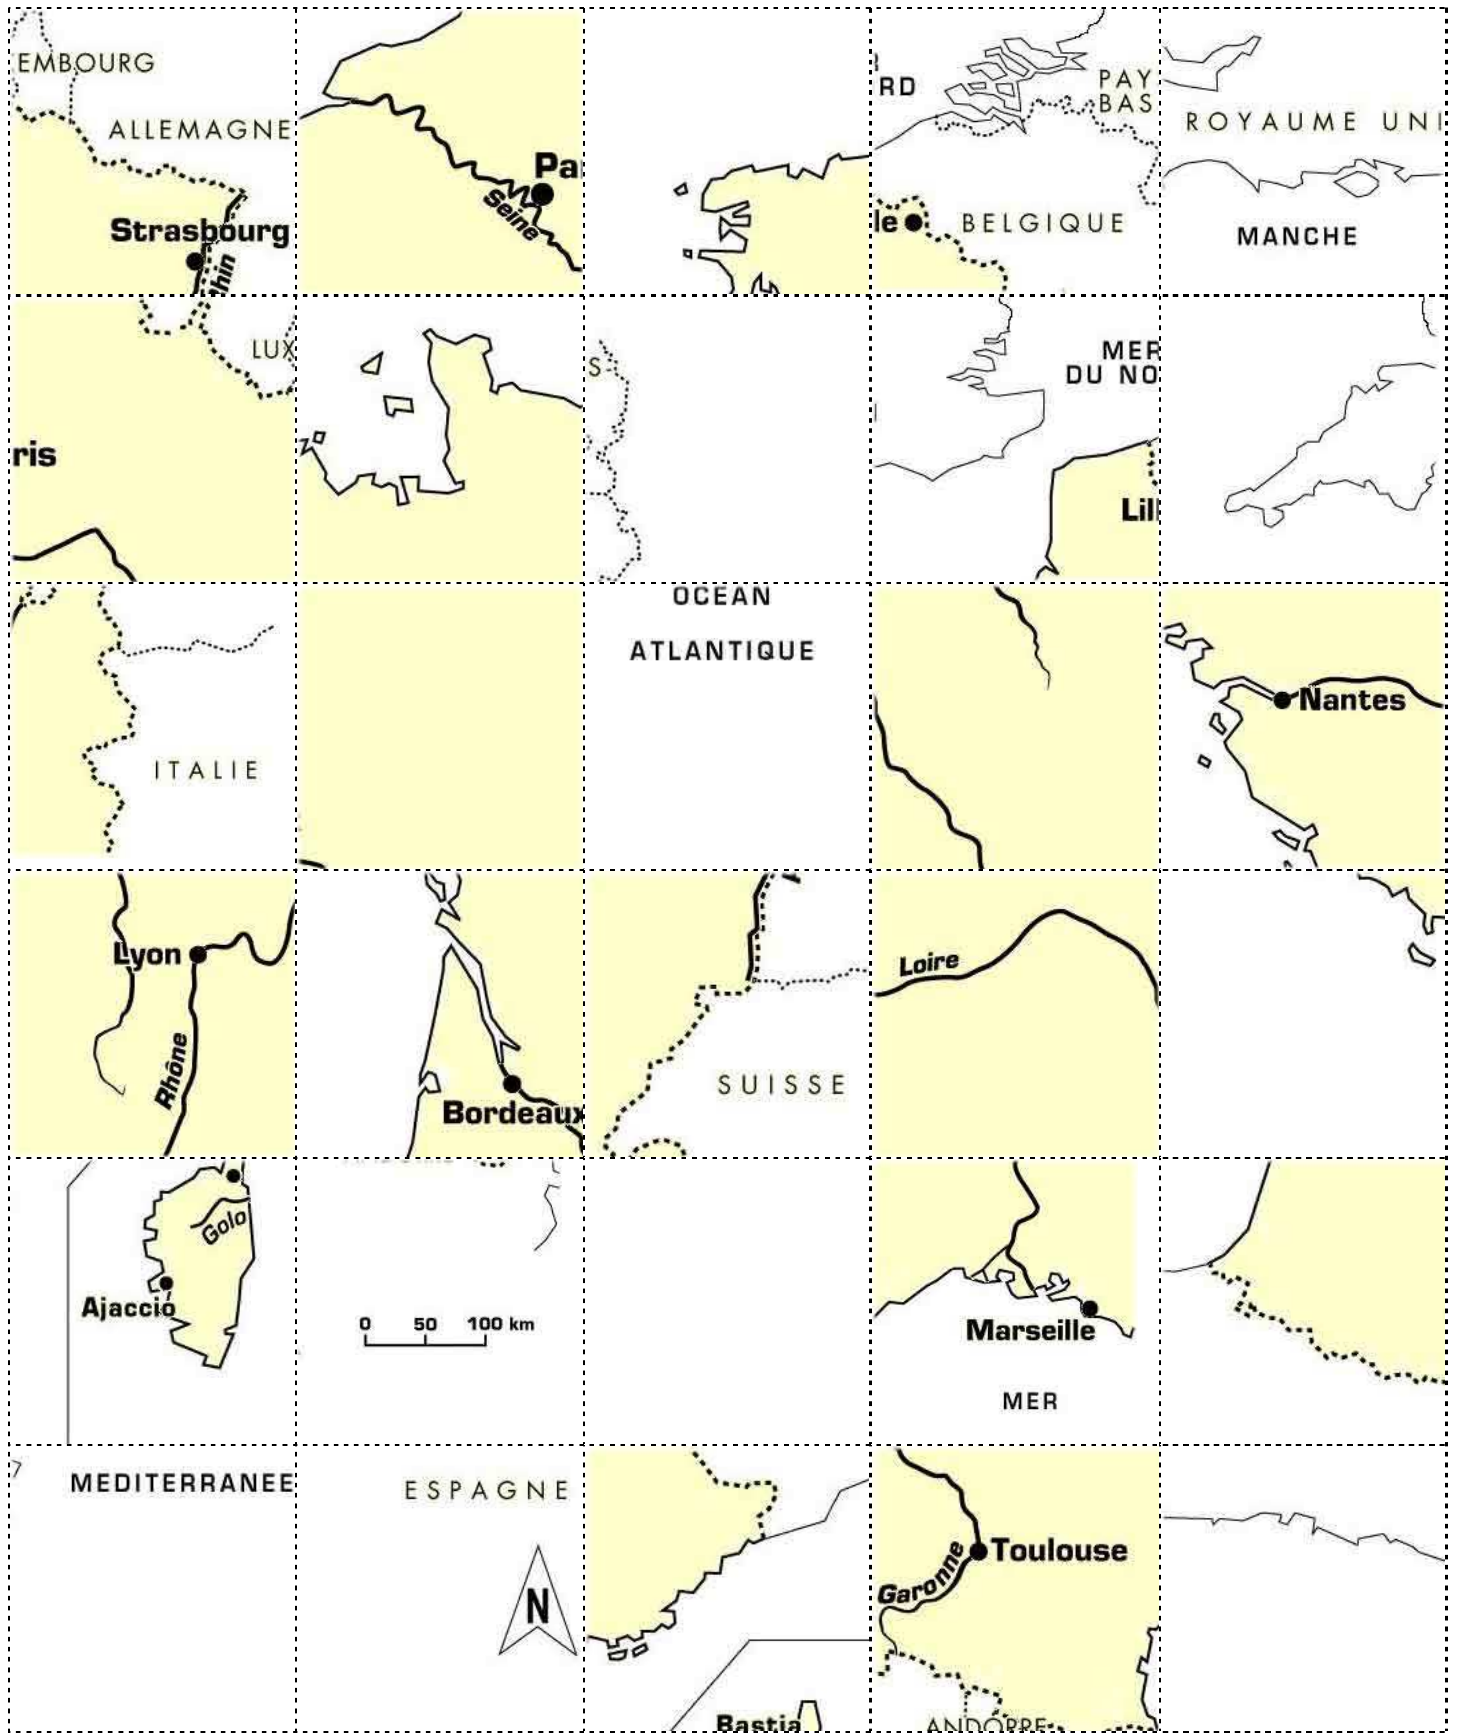 EMBOURG
ALLEMAGNE
Strasbourg
hin
Pa
Seine
RD
PAY
BAS
le
BELGIQUE
ROYAUME UNI
MANCHE
LUX
ris
S
MER
DU NO
Lil
ITALIE
OCEAN
ATLANTIQUE
Nantes
Lyon
Rhône
Bordeaux
SUISSE
Loire
Golo
Ajaccio
0 50 100 km
Marseille
MER
MEDITERRANEE
ESPAGNE
N
Bastia
Toulouse
Garonne
ANDORRE